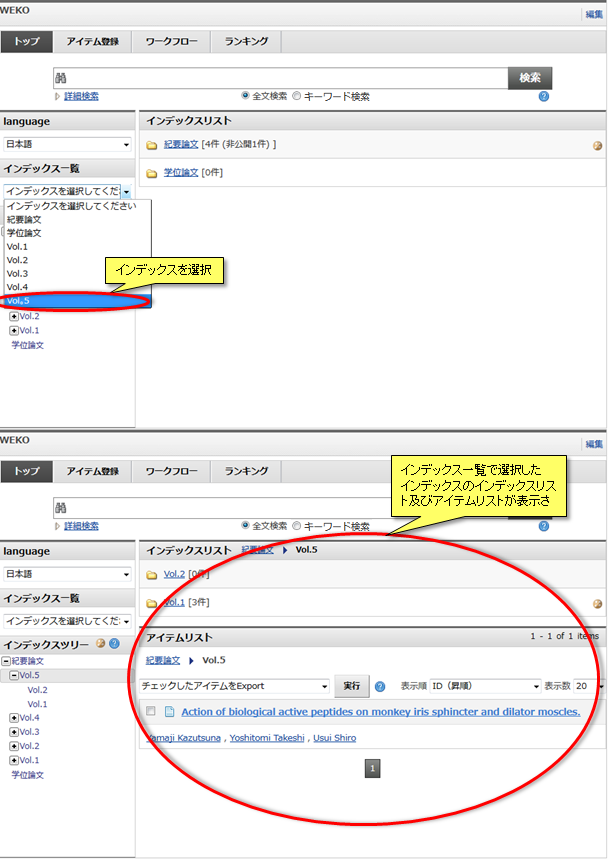 WEKO
編集
トップ アイテム登録 ワークフロー ランキング
検索
詳細検索 全文検索 キーワード検索 ?
language
日本語
インデックス一覧
インデックスを選択してくだ
インデックスを選択してください
紀要論文
学位論文
Vol.1
Vol.2
Vol.3
Vol.4
Vol.5
Vol.2
Vol.1
学位論文
インデックスリスト
紀要論文 [4件 (非公開1件) ]
学位論文 [0件]
インデックスを選択
WEKO
編集
トップ アイテム登録 ワークフロー ランキング
インデックス一覧で選択した
インデックスのインデックスリス
ト及びアイテムリストが表示さ
詳細検索 全文検索 キーワード検索 ?
language
日本語
インデックス一覧
インデックスを選択してくだ
インデックスツリー ?
紀要論文
Vol.5
Vol.2
Vol.1
Vol.4
Vol.3
Vol.2
Vol.1
学位論文
インデックスリスト 紀要論文 Vol.5
Vol.2 [0件]
Vol.1 [3件]
アイテムリスト 1 - 1 of 1 items
紀要論文 Vol.5
チェックしたアイテムをExport 実行 ? 表示順 ID（昇順） 表示数 20
Action of biological active peptides on monkey iris sphincter and dilator moscles.
Yamaji Kazutsuna , Yoshitomi Takeshi , Usui Shiro
1